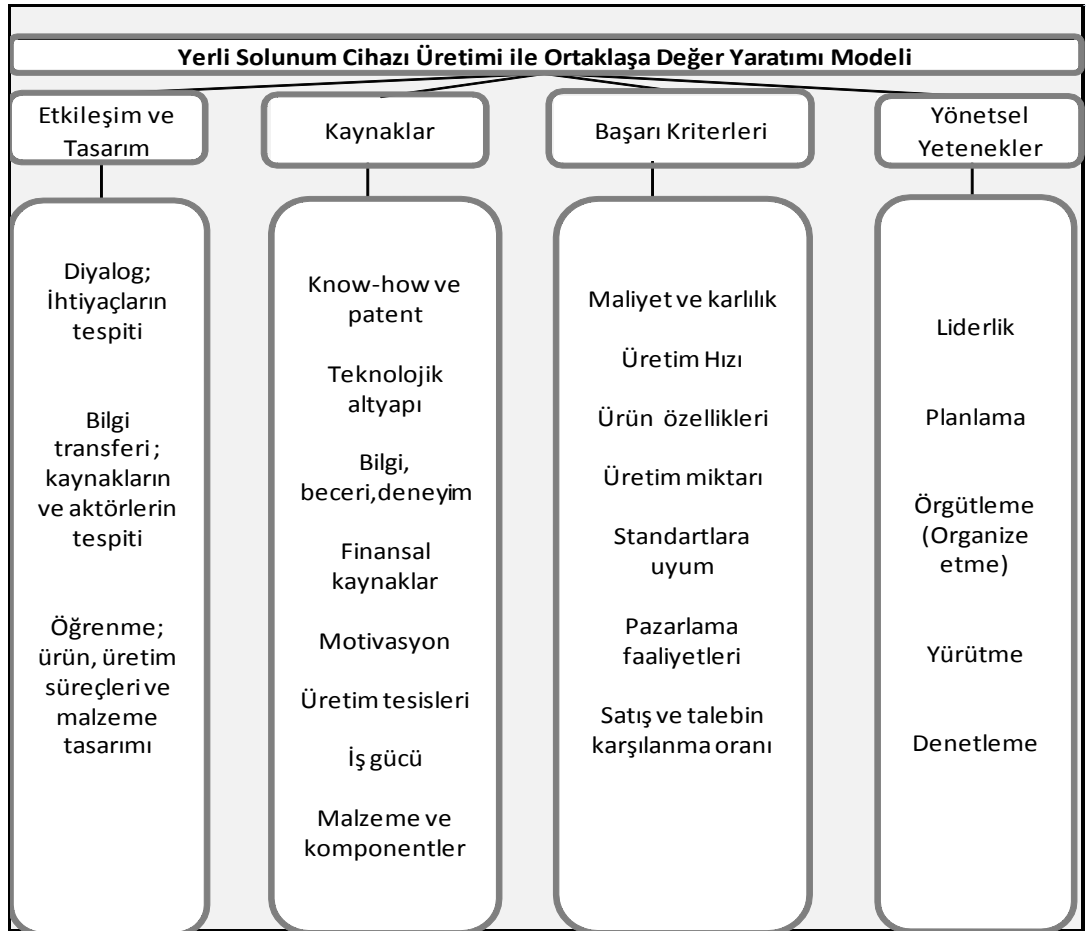 Yerli Solunum Cihazı Üretimi ile Ortaklaşa Değer Yaratımı Modeli
Etkileşim ve
Tasarım
Diyalog;
İhtiyaçların
tespiti
Bilgi
transferi;
kaynakların
ve aktörlerin
tespiti
Öğrenme;
ürün, üretim
süreçleri ve
malzeme
tasarımı
Kaynaklar
Know-how ve
patent
Teknolojik
altyapı
Bilgi,
beceri,deneyim
Finansal
kaynaklar
Motivasyon
Üretim tesisleri
İş gücü
Malzeme ve
komponentler
Başarı Kriterleri
Maliyet ve karlılık
Üretim Hızı
Ürün özellikleri
Üretim miktarı
Standartlara
uyum
Pazarlama
faaliyetleri
Satış ve talebin
karşılanma oranı
Yönetsel
Yetenekler
Liderlik
Planlama
Örgütleme
(Organize
etme)
Yürütme
Denetleme